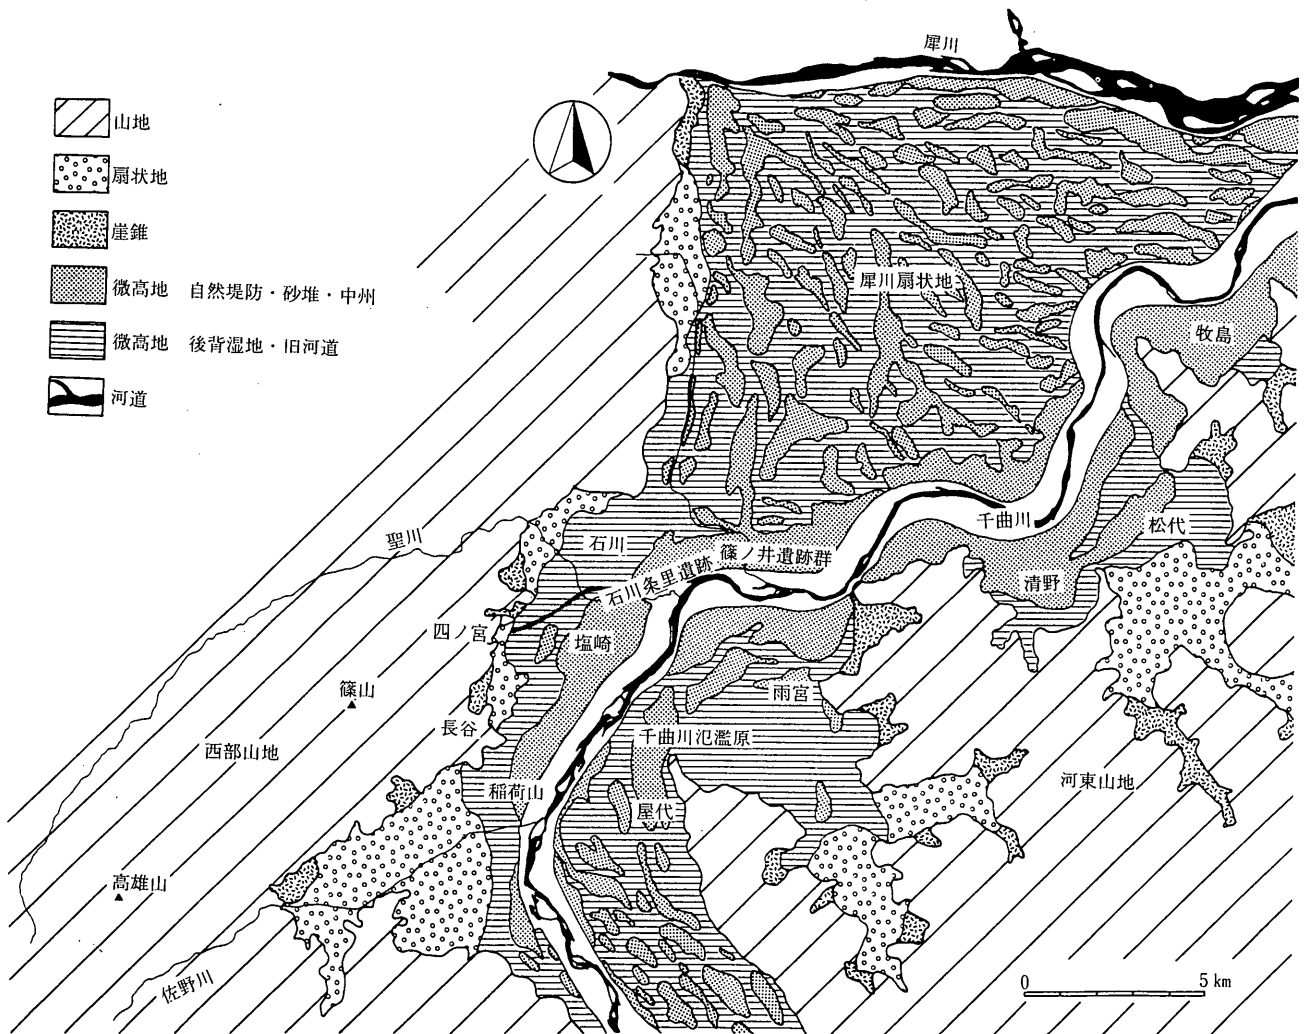 犀川
山地
扇状地
崖錐
微高地 自然堤防・砂堆・中州
微高地 後背湿地・旧河道
河道
犀川扇状地
牧島
千曲川
松代
聖川
石川
石川条里遺跡
篠ノ井遺跡群
清野
四ノ宮
塩崎
篠山
雨宮
長谷
千曲川氾濫原
西部山地
河東山地
稲荷山
屋代
高雄山
佐野川
0 5km